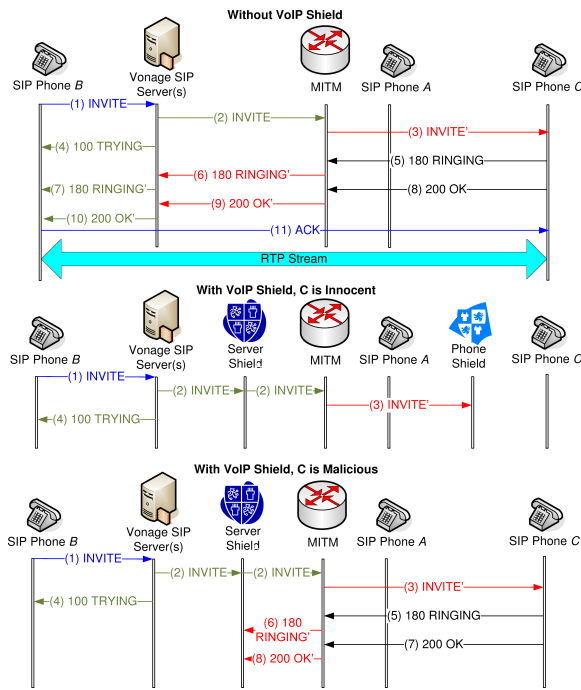 Without VoIP Shield
SIP Phone B
Vonage SIP
Server(s)
MITM
SIP Phone A
SIP Phone C
(1) INVITE
(2) INVITE
(3) INVITE'
(4) 100 TRYING
(5) 180 RINGING
(6) 180 RINGING'
(7) 180 RINGING'
(8) 200 OK
(9) 200 OK'
(10) 200 OK'
(11) ACK
RTP Stream
With VoIP Shield, C is Innocent
SIP Phone B
Vonage SIP
Server(s)
Server
Shield
MITM
SIP Phone A
Phone
Shield
SIP Phone C
(1) INVITE
(2) INVITE
(2) INVITE
(3) INVITE'
(4) 100 TRYING
With VoIP Shield, C is Malicious
SIP Phone B
Vonage SIP
Server(s)
Server
Shield
MITM
SIP Phone A
SIP Phone C
(1) INVITE
(2) INVITE
(2) INVITE
(3) INVITE'
(4) 100 TRYING
(5) 180 RINGING
(6) 180
RINGING'
(7) 200 OK
(8) 200 OK'